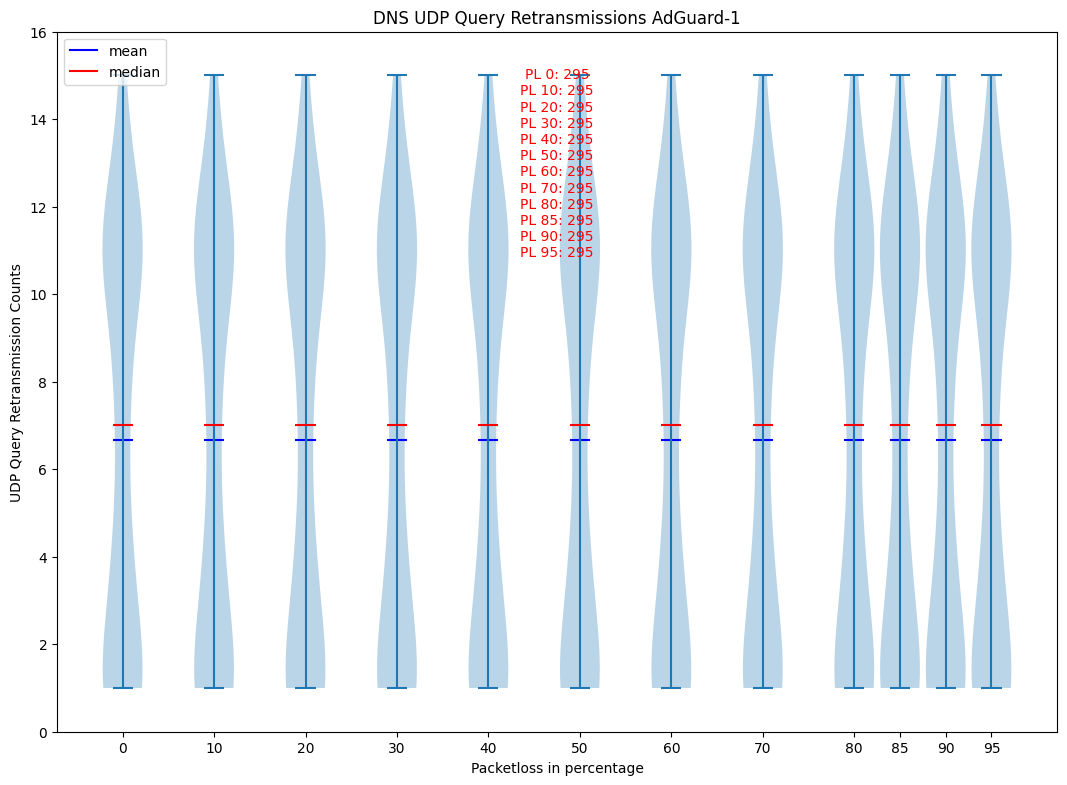 DNS UDP Query Retransmissions AdGuard-1
mean
median
PL 0: 295
PL 10: 295
PL 20: 295
PL 30: 295
PL 40: 295
PL 50: 295
PL 60: 295
PL 70: 295
PL 80: 295
PL 85: 295
PL 90: 295
PL 95: 295
UDP Query Retransmission Counts
16
14
12
10
8
6
4
2
0
0 10 20 30 40 50 60 70 80 85 90 95
Packetloss in percentage